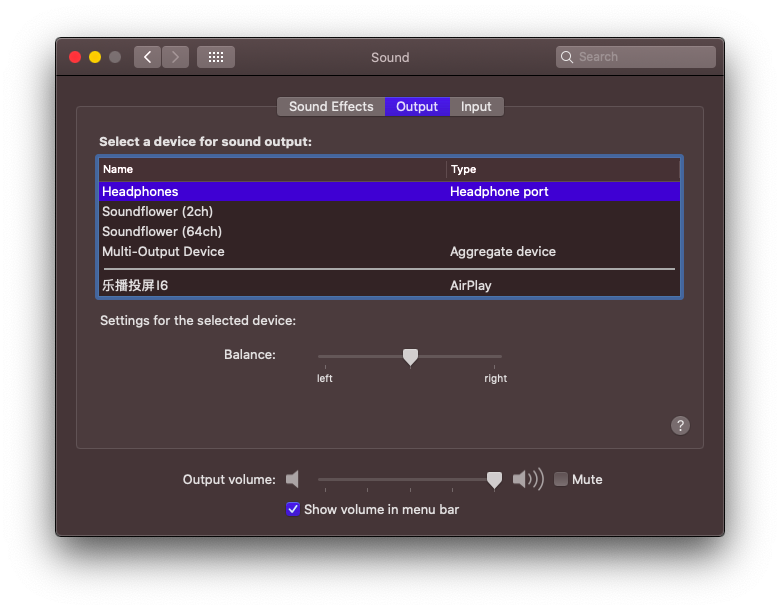 Sound
Search
Sound Effects Output Input
Select a device for sound output:
Name Type
Headphones Headphone port
Soundflower (2ch)
Soundflower (64ch)
Multi-Output Device Aggregate device
乐播投屏I6 AirPlay
Settings for the selected device:
Balance:
left right
?
Output volume: Mute
Show volume in menu bar